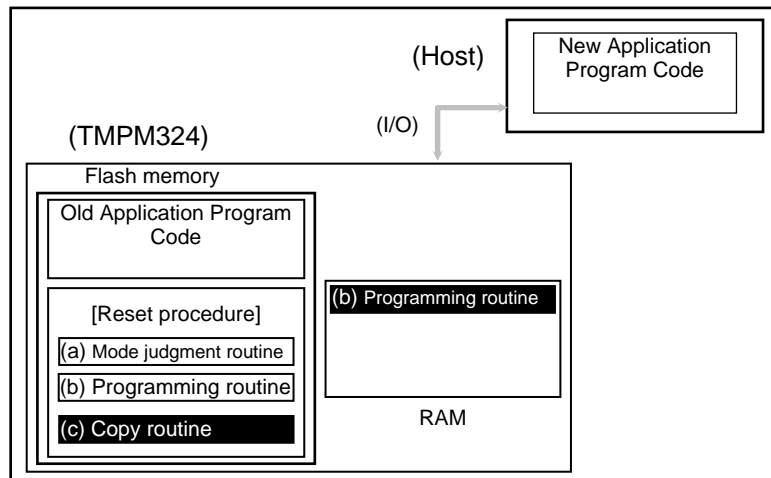 (Host)
New Application
Program Code
(I/O)
(TMPM324)
Flash memory
Old Application Program
Code
[Reset procedure]
(a) Mode judgment routine
(b) Programming routine
(c) Copy routine
(b) Programming routine
RAM